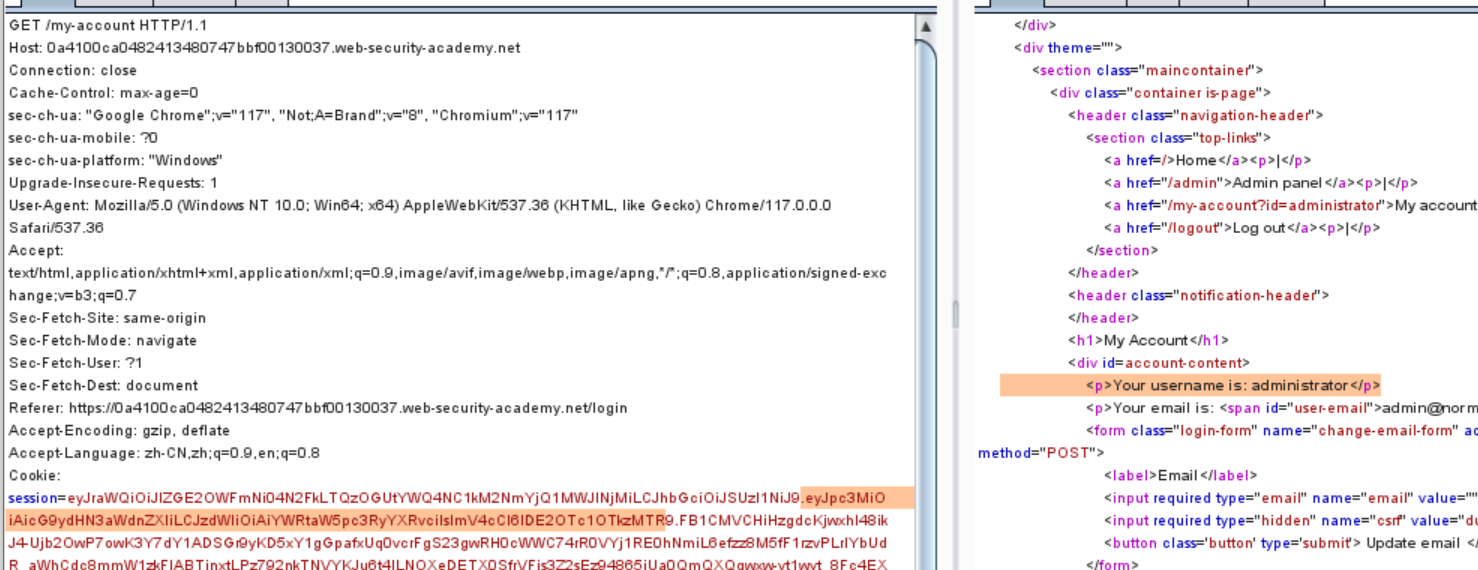 GET /my-account HTTP/1.1
Host: 0a4100ca0482413480747bbf00130037.web-security-academy.net
Connection: close
Cache-Control: max-age=0
sec-ch-ua: "Google Chrome";v="117", "Not;A=Brand";v="8", "Chromium";v="117"
sec-ch-ua-mobile: ?0
sec-ch-ua-platform: "Windows"
Upgrade-Insecure-Requests: 1
User-Agent: Mozilla/5.0 (Windows NT 10.0; Win64; x64) AppleWebKit/537.36 (KHTML, like Gecko) Chrome/117.0.0.0
Safari/537.36
Accept:
text/html,application/xhtml+xml,application/xml;q=0.9,image/avif,image/webp,image/apng,*/*;q=0.8,application/signed-exc
hange;v=b3;q=0.7
Sec-Fetch-Site: same-origin
Sec-Fetch-Mode: navigate
Sec-Fetch-User: ?1
Sec-Fetch-Dest: document
Referer: https://0a4100ca0482413480747bbf00130037.web-security-academy.net/login
Accept-Encoding: gzip, deflate
Accept-Language: zh-CN,zh;q=0.9,en;q=0.8
Cookie:
</div>
<div theme="">
<section class="maincontainer">
<div class="container is-page">
<header class="navigation-header">
<section class="top-links">
<a href=/>Home</a><p>|</p>
<a href="/admin">Admin panel</a><p>|</p>
<a href="/my-account?id=administrator">My account
<a href="/logout">Log out</a><p>|</p>
</section>
</header>
<header class="notification-header">
</header>
<h1>My Account</h1>
<div id=account-content>
<p>Your username is: administrator</p>
<p>Your email is: <span id="user-email">admin@norm
<form class="login-form" name="change-email-form" ac
method="POST">
<label>Email</label>
<input required type="email" name="email" value=""
<input required type="hidden" name="csrf" value="du
<button class='button' type='submit'> Update email </
</form>